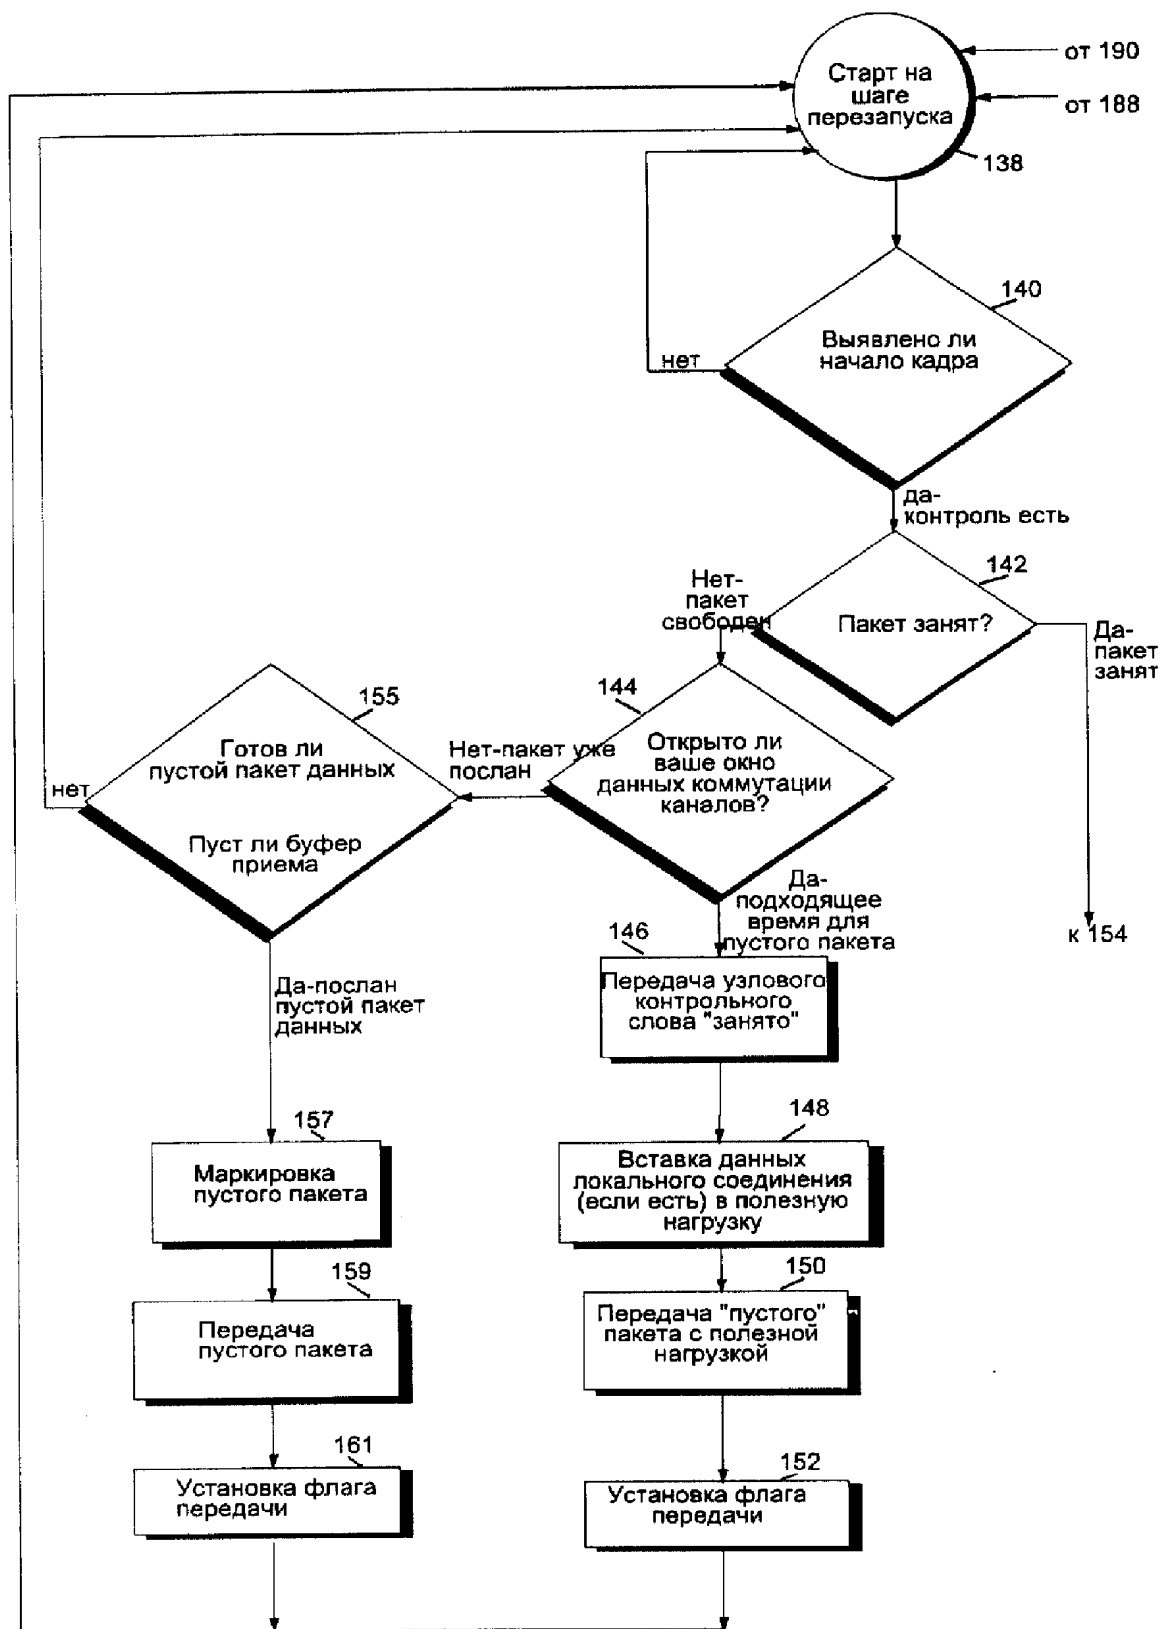 от 190
Старт на
шаге
перезапуска
от 188
138
140
Выявлено ли
начало кадра
нет
да-
контроль есть
142
Нет-
пакет
свободен
Пакет занят?
Да-
пакет
занят
к 154
144
Открыто ли
ваше окно
данных коммутации
каналов?
Нет-пакет уже
послан
155
Готов ли
пустой пакет данных
нет
Пуст ли буфер
приема
Да-
подходящее
время для
пустого пакета
146
Передача узлового
контрольного
слова "занято"
Да-послан
пустой пакет
данных
157
Маркировка
пустого пакета
148
Вставка данных
локального соединения
(если есть) в полезную
нагрузку
159
Передача
пустого пакета
150
Передача "пустого"
пакета с полезной
нагрузкой
161
Установка флага
передачи
152
Установка флага
передачи